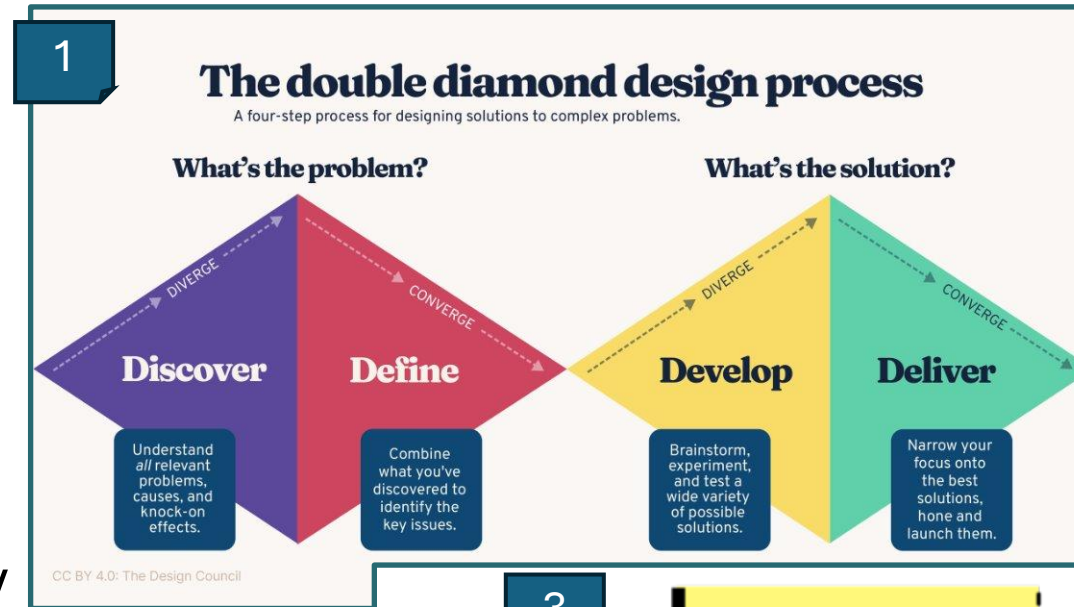 1
The double diamond design process
A four-step process for designing solutions to complex problems.
What's the problem?
What's the solution?
DIVERGE
CONVERGE
DIVERGE
CONVERGE
Discover
Define
Develop
Deliver
Understand
all relevant
problems,
causes, and
knock-on
effects.
Combine
what you've
discovered to
identify the
key issues.
Brainstorm,
experiment,
and test a
wide variety
of possible
solutions.
Narrow your
focus onto
the best
solutions,
hone and
launch them.
CC BY 4.0: The Design Council
3